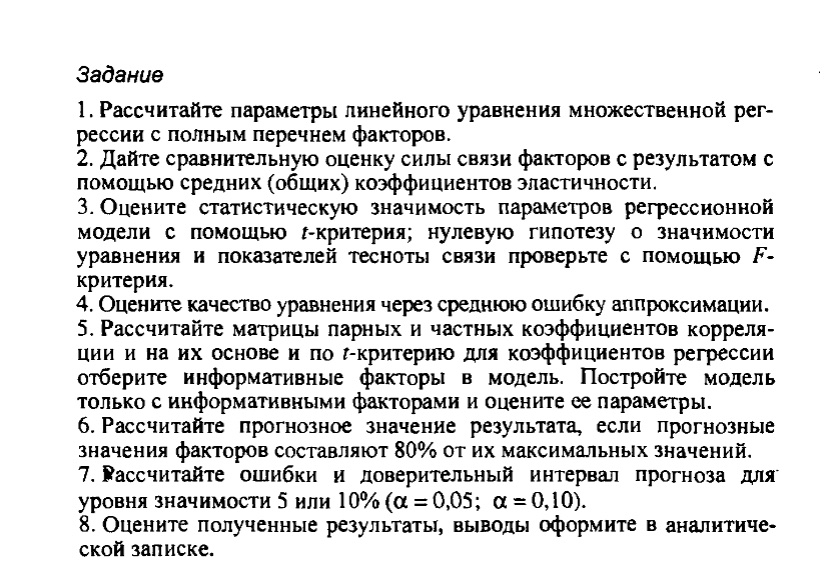 Задание
1. Рассчитайте параметры линейного уравнения множественной рег-
рессии с полным перечнем факторов.
2. Дайте сравнительную оценку силы связи факторов с результатом с
помощью средних (общих) коэффициентов эластичности.
3. Оцените статистическую значимость параметров регрессионной
модели с помощью t-критерия; нулевую гипотезу о значимости
уравнения и показателей тесноты связи проверьте с помощью F-
критерия.
4. Оцените качество уравнения через среднюю ошибку аппроксимации.
5. Рассчитайте матрицы парных и частных коэффициентов корреля-
ции и на их основе и по t-критерию для коэффициентов регрессии
отберите информативные факторы в модель. Постройте модель
только с информативными факторами и оцените ее параметры.
6. Рассчитайте прогнозное значение результата, если прогнозные
значения факторов составляют 80% от их максимальных значений.
7. Рассчитайте ошибки и доверительный интервал прогноза для
уровня значимости 5 или 10% (α = 0,05; α = 0,10).
8. Оцените полученные результаты, выводы оформите в аналитиче-
ской записке.